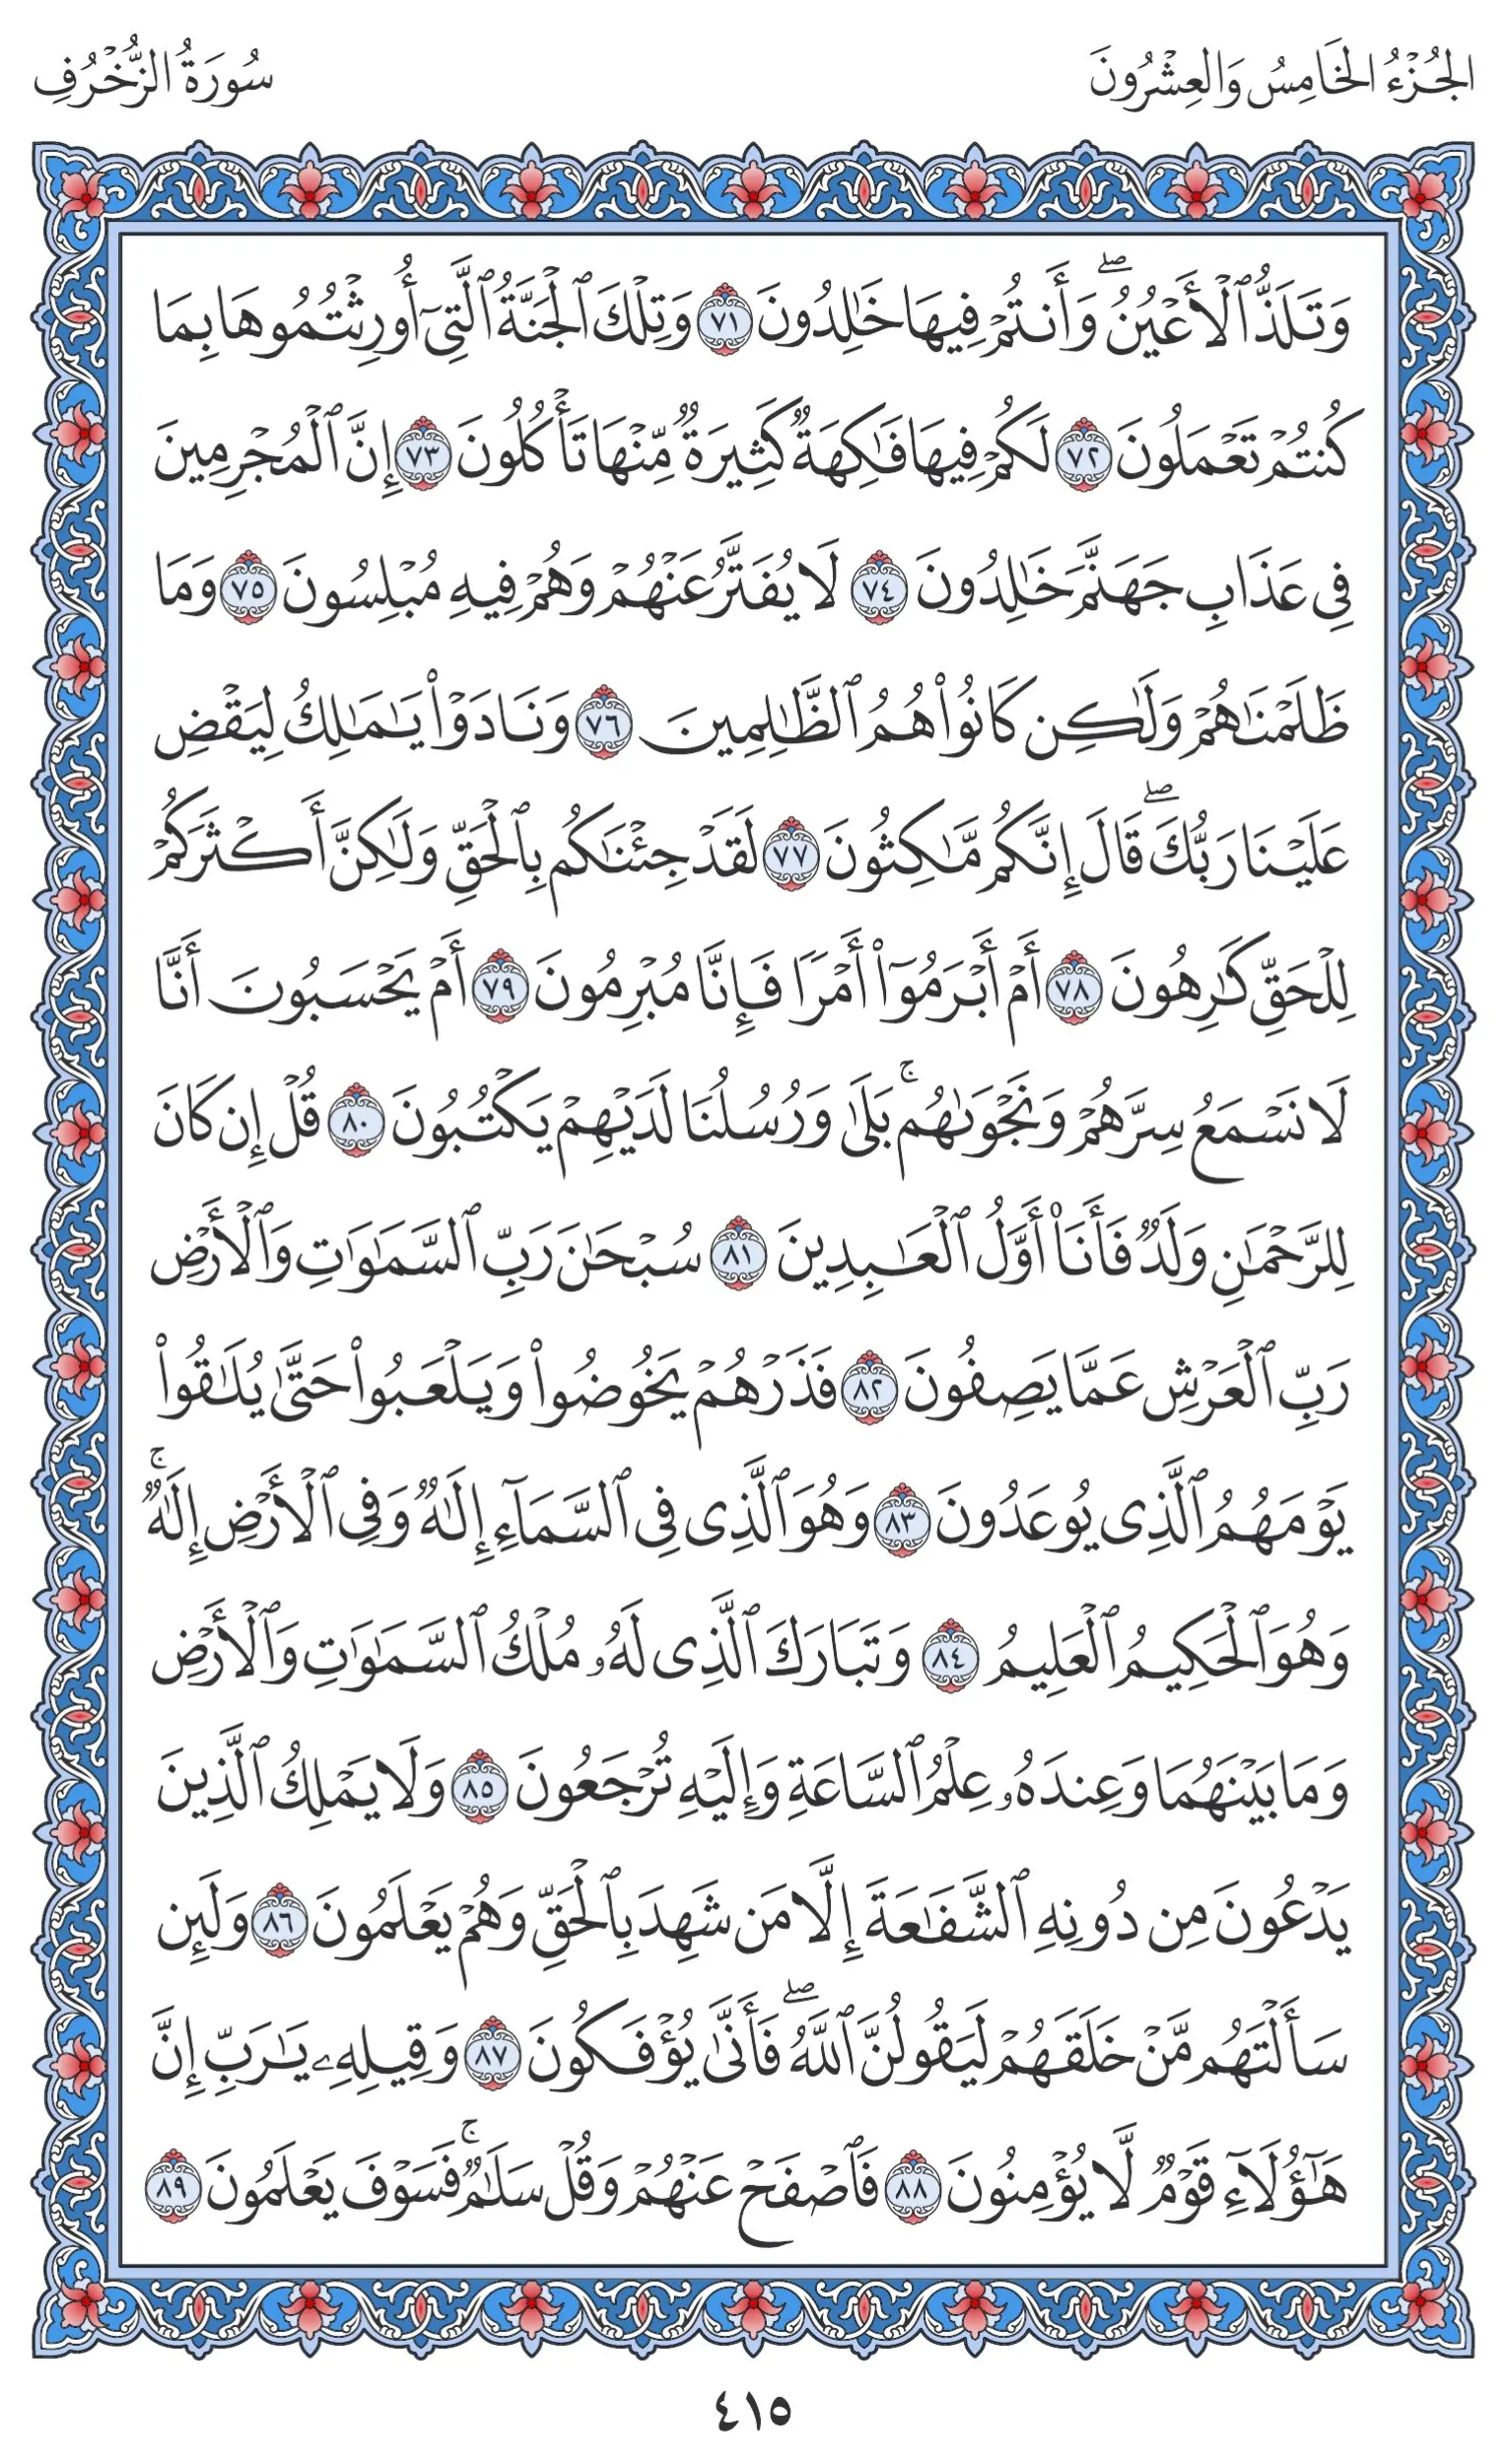 الجُزْءُ الخَامِسُ وَالعِشْرُونَ
سُورَةُ الزُّخْرُفِ
وَتَلَذُّ ٱلْأَعْيُنُۖ وَأَنتُمْ فِيهَا خَٰلِدُونَ ٧١ وَتِلْكَ ٱلْجَنَّةُ ٱلَّتِىٓ أُورِثْتُمُوهَا بِمَا
كُنتُمْ تَعْمَلُونَ ٧٢ لَكُمْ فِيهَا فَٰكِهَةٌ كَثِيرَةٌ مِّنْهَا تَأْكُلُونَ ٧٣ إِنَّ ٱلْمُجْرِمِينَ
فِى عَذَابِ جَهَنَّمَ خَٰلِدُونَ ٧٤ لَا يُفَتَّرُ عَنْهُمْ وَهُمْ فِيهِ مُبْلِسُونَ ٧٥ وَمَا
ظَلَمْنَٰهُمْ وَلَٰكِن كَانُوا۟ هُمُ ٱلظَّٰلِمِينَ ٧٦ وَنَادَوْا۟ يَٰمَٰلِكُ لِيَقْضِ
عَلَيْنَا رَبُّكَۖ قَالَ إِنَّكُم مَّٰكِثُونَ ٧٧ لَقَدْ جِئْنَٰكُم بِٱلْحَقِّ وَلَٰكِنَّ أَكْثَرَكُمْ
لِلْحَقِّ كَٰرِهُونَ ٧٨ أَمْ أَبْرَمُوٓا۟ أَمْرًا فَإِنَّا مُبْرِمُونَ ٧٩ أَمْ يَحْسَبُونَ أَنَّا
لَا نَسْمَعُ سِرَّهُمْ وَنَجْوَىٰهُمۚ بَلَىٰ وَرُسُلُنَا لَدَيْهِمْ يَكْتُبُونَ ٨٠ قُلْ إِن كَانَ
لِلرَّحْمَٰنِ وَلَدٌ فَأَنَا۠ أَوَّلُ ٱلْعَٰبِدِينَ ٨١ سُبْحَٰنَ رَبِّ ٱلسَّمَٰوَٰتِ وَٱلْأَرْضِ
رَبِّ ٱلْعَرْشِ عَمَّا يَصِفُونَ ٨٢ فَذَرْهُمْ يَخُوضُوا۟ وَيَلْعَبُوا۟ حَتَّىٰ يُلَٰقُوا۟
يَوْمَهُمُ ٱلَّذِى يُوعَدُونَ ٨٣ وَهُوَ ٱلَّذِى فِى ٱلسَّمَآءِ إِلَٰهٌ وَفِى ٱلْأَرْضِ إِلَٰهٌۚ
وَهُوَ ٱلْحَكِيمُ ٱلْعَلِيمُ ٨٤ وَتَبَارَكَ ٱلَّذِى لَهُۥ مُلْكُ ٱلسَّمَٰوَٰتِ وَٱلْأَرْضِ
وَمَا بَيْنَهُمَا وَعِندَهُۥ عِلْمُ ٱلسَّاعَةِ وَإِلَيْهِ تُرْجَعُونَ ٨٥ وَلَا يَمْلِكُ ٱلَّذِينَ
يَدْعُونَ مِن دُونِهِ ٱلشَّفَٰعَةَ إِلَّا مَن شَهِدَ بِٱلْحَقِّ وَهُمْ يَعْلَمُونَ ٨٦ وَلَئِن
سَأَلْتَهُم مَّنْ خَلَقَهُمْ لَيَقُولُنَّ ٱللَّهُۖ فَأَنَّىٰ يُؤْفَكُونَ ٨٧ وَقِيلِهِۦ يَٰرَبِّ إِنَّ
هَٰٓؤُلَآءِ قَوْمٌ لَّا يُؤْمِنُونَ ٨٨ فَٱصْفَحْ عَنْهُمْ وَقُلْ سَلَٰمٌۚ فَسَوْفَ يَعْلَمُونَ ٨٩
٤١٥